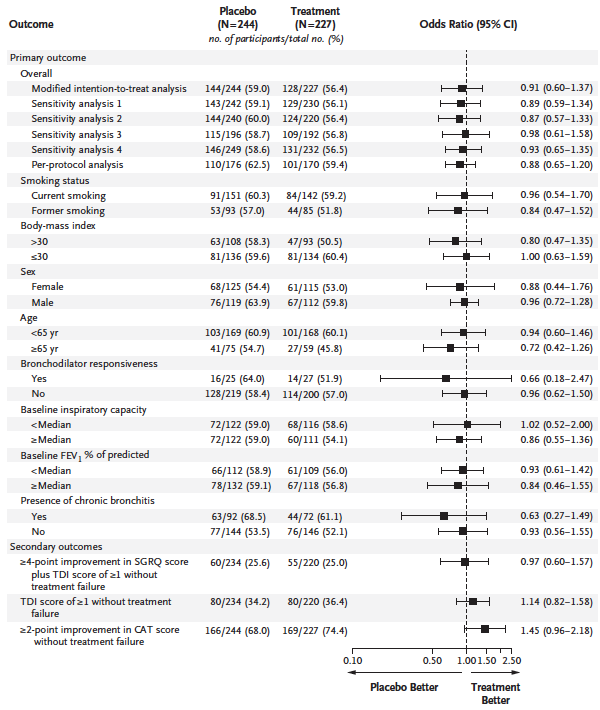 Outcome Placebo (N=244) Treatment (N=227) Odds Ratio (95% CI)
no. of participants/total no. (%)
Primary outcome
Overall
Modified intention-to-treat analysis 144/244 (59.0) 128/227 (56.4) 0.91 (0.60–1.37)
Sensitivity analysis 1 143/242 (59.1) 129/230 (56.1) 0.89 (0.59–1.34)
Sensitivity analysis 2 144/240 (60.0) 124/220 (56.4) 0.87 (0.57–1.33)
Sensitivity analysis 3 115/196 (58.7) 109/192 (56.8) 0.98 (0.61–1.58)
Sensitivity analysis 4 146/249 (58.6) 131/232 (56.5) 0.93 (0.65–1.35)
Per-protocol analysis 110/176 (62.5) 101/170 (59.4) 0.88 (0.65–1.20)
Smoking status
Current smoking 91/151 (60.3) 84/142 (59.2) 0.96 (0.54–1.70)
Former smoking 53/93 (57.0) 44/85 (51.8) 0.84 (0.47–1.52)
Body-mass index
>30 63/108 (58.3) 47/93 (50.5) 0.80 (0.47–1.35)
≤30 81/136 (59.6) 81/134 (60.4) 1.00 (0.63–1.59)
Sex
Female 68/125 (54.4) 61/115 (53.0) 0.88 (0.44–1.76)
Male 76/119 (63.9) 67/112 (59.8) 0.96 (0.72–1.28)
Age
<65 yr 103/169 (60.9) 101/168 (60.1) 0.94 (0.60–1.46)
≥65 yr 41/75 (54.7) 27/59 (45.8) 0.72 (0.42–1.26)
Bronchodilator responsiveness
Yes 16/25 (64.0) 14/27 (51.9) 0.66 (0.18–2.47)
No 128/219 (58.4) 114/200 (57.0) 0.96 (0.62–1.50)
Baseline inspiratory capacity
<Median 72/122 (59.0) 68/116 (58.6) 1.02 (0.52–2.00)
≥Median 72/122 (59.0) 60/111 (54.1) 0.86 (0.55–1.36)
Baseline FEV1 % of predicted
<Median 66/112 (58.9) 61/109 (56.0) 0.93 (0.61–1.42)
≥Median 78/132 (59.1) 67/118 (56.8) 0.84 (0.46–1.55)
Presence of chronic bronchitis
Yes 63/92 (68.5) 44/72 (61.1) 0.63 (0.27–1.49)
No 77/144 (53.5) 76/146 (52.1) 0.93 (0.56–1.55)
Secondary outcomes
≥4-point improvement in SGRQ score 60/234 (25.6) 55/220 (25.0) 0.97 (0.60–1.57)
plus TDI score of ≥1 without
treatment failure
TDI score of ≥1 without treatment 80/234 (34.2) 80/220 (36.4) 1.14 (0.82–1.58)
failure
≥2-point improvement in CAT score 166/244 (68.0) 169/227 (74.4) 1.45 (0.96–2.18)
without treatment failure
0.10 0.50 1.00 1.50 2.50
Placebo Better Treatment
Better